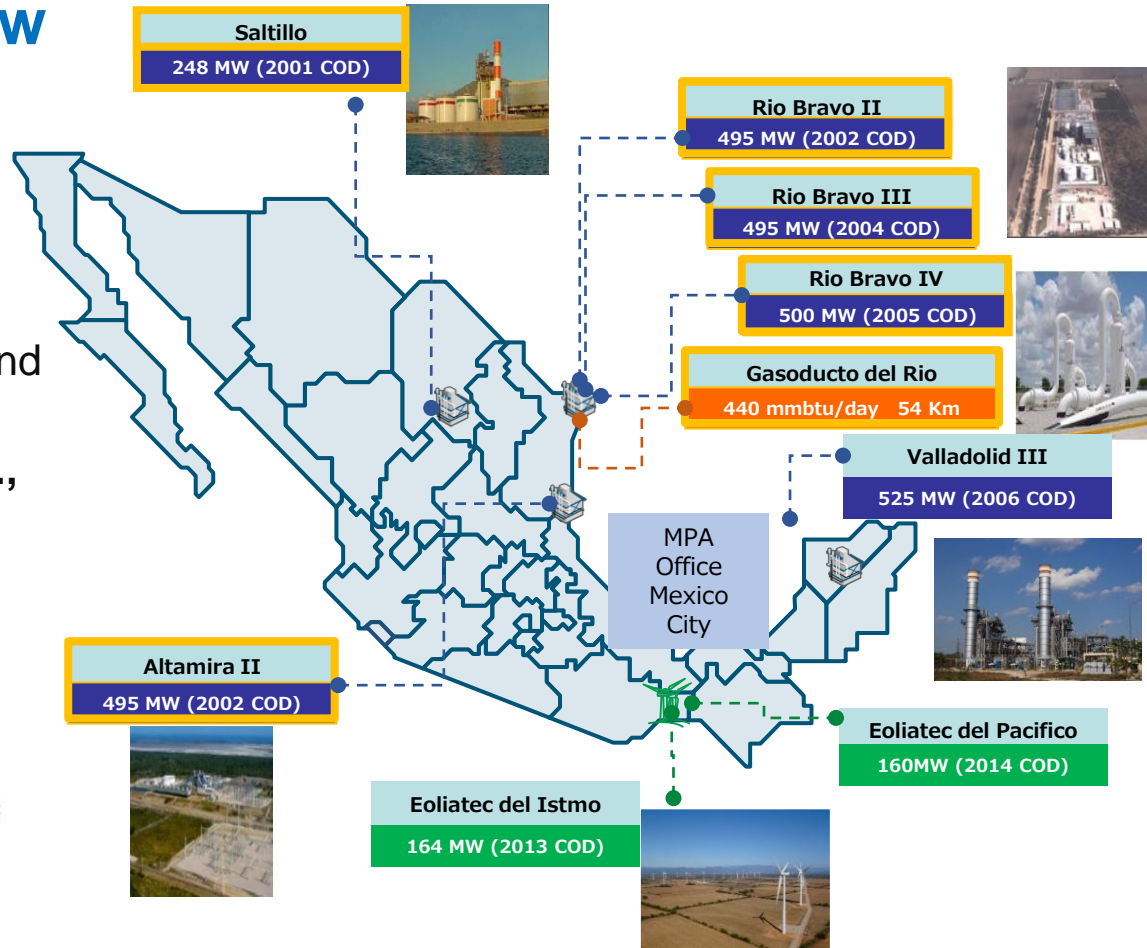 w
Saltillo
248 MW (2001 COD)
Rio Bravo II
495 MW (2002 COD)
Rio Bravo III
495 MW (2004 COD)
Rio Bravo IV
500 MW (2005 COD)
nd
Gasoducto del Rio
440 mmbtu/day 54 Km
.,
Valladolid III
525 MW (2006 COD)
MPA
Office
Mexico
City
Altamira II
495 MW (2002 COD)
Eoliatec del Pacifico
160MW (2014 COD)
Eoliatec del Istmo
164 MW (2013 COD)